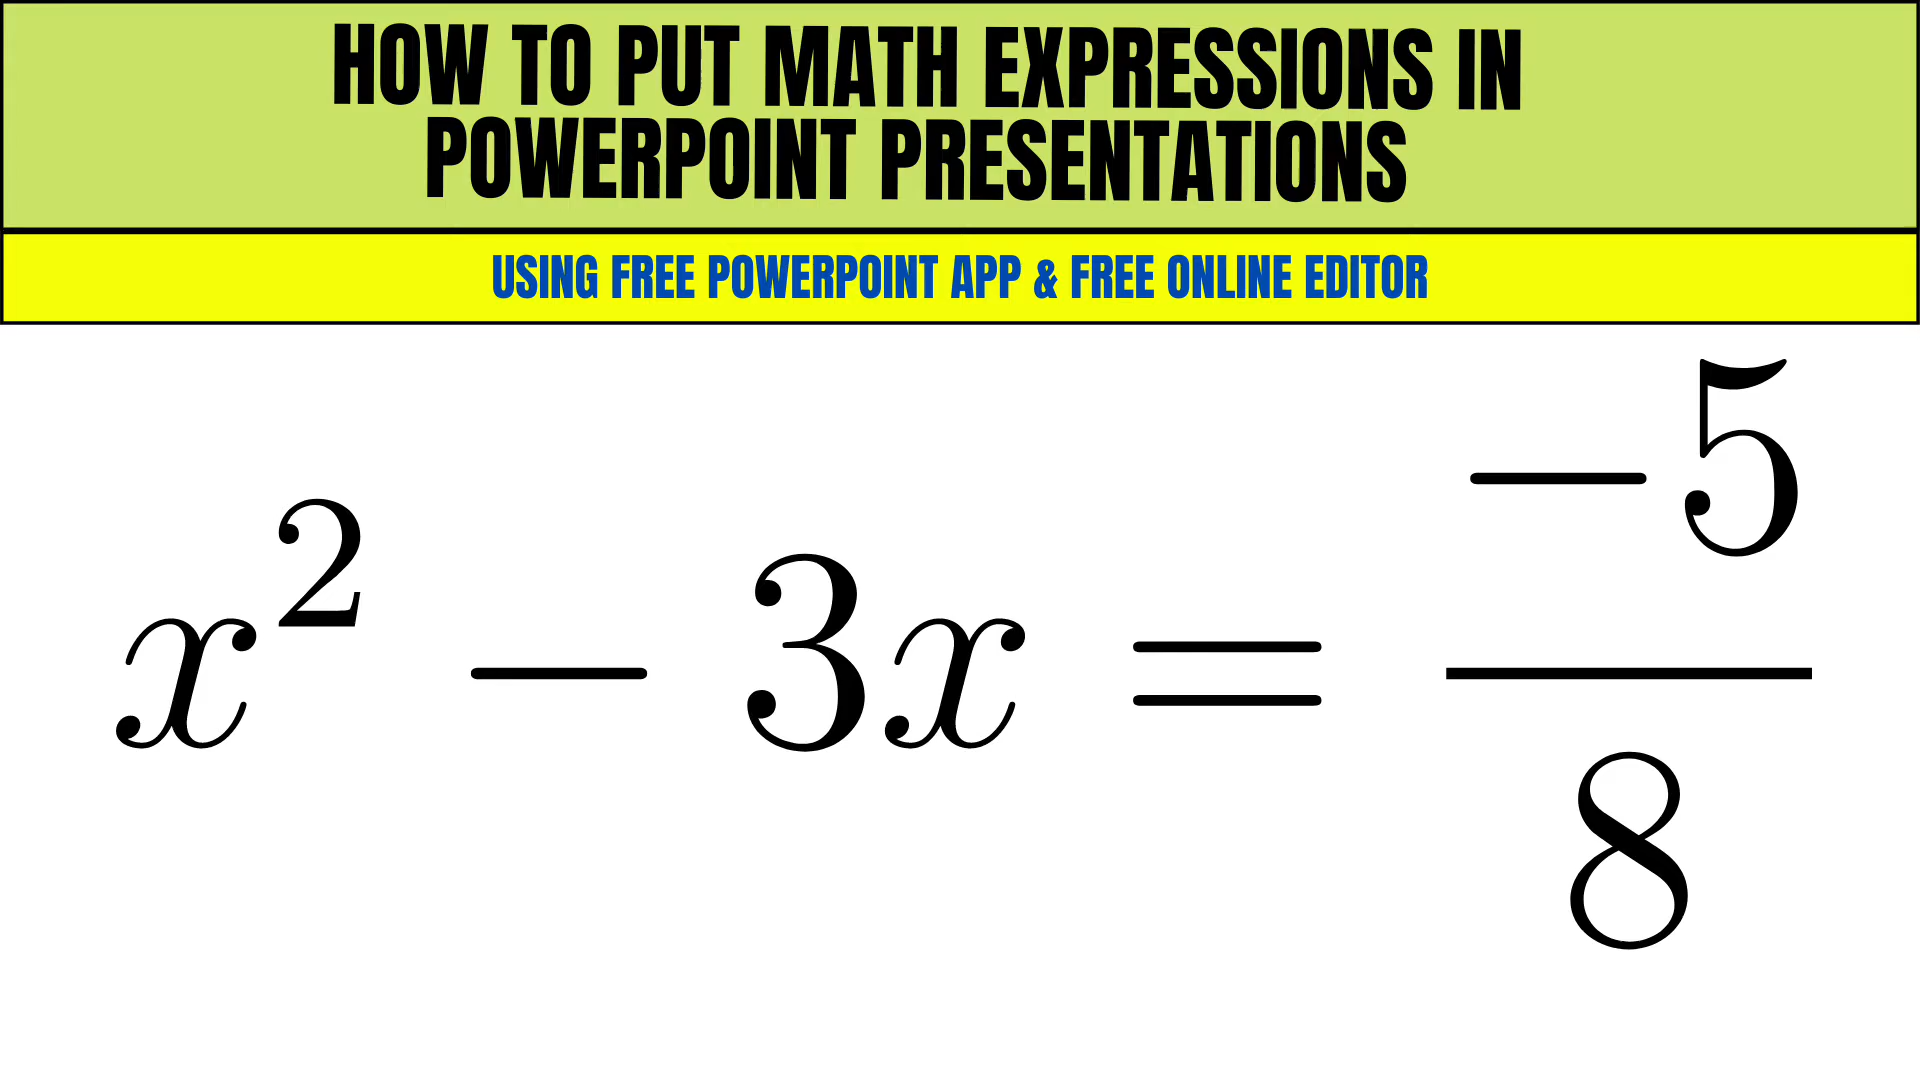 HOW TO PUT MATH EXPRESSIONS IN
POWERPOINT PRESENTATIONS
USING FREE POWERPOINT APP & FREE ONLINE EDITOR
x² − 3x = −5/8